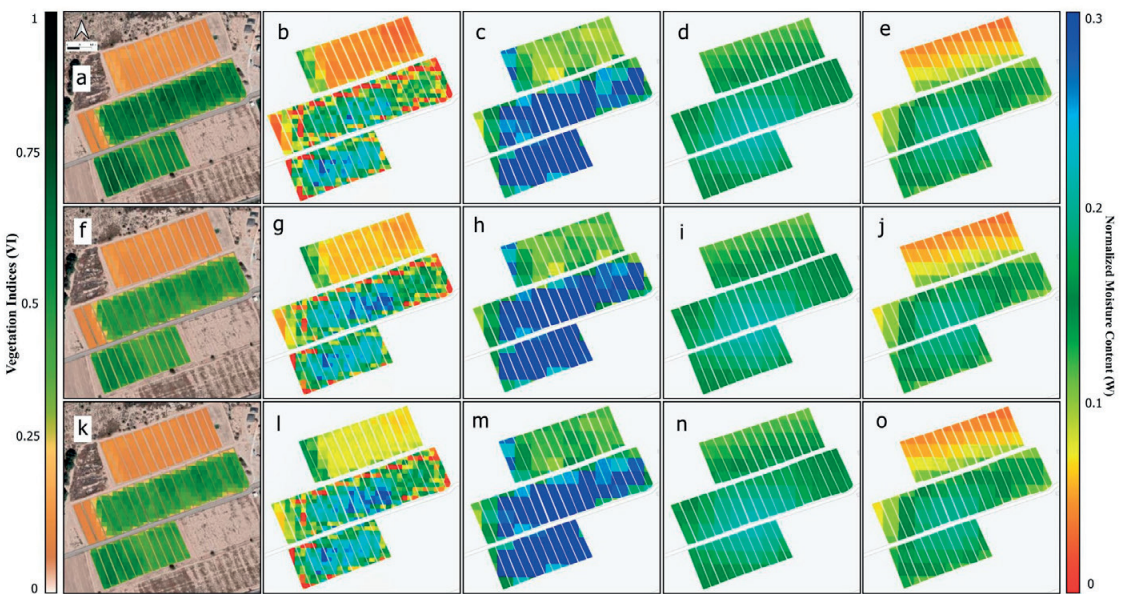 1
0.75
0.5
0.25
0
Vegetation Indices (VI)
a
b
c
d
e
f
g
h
i
j
k
l
m
n
o
0.3
0.2
0.1
0
Normalized Moisture Content (W)